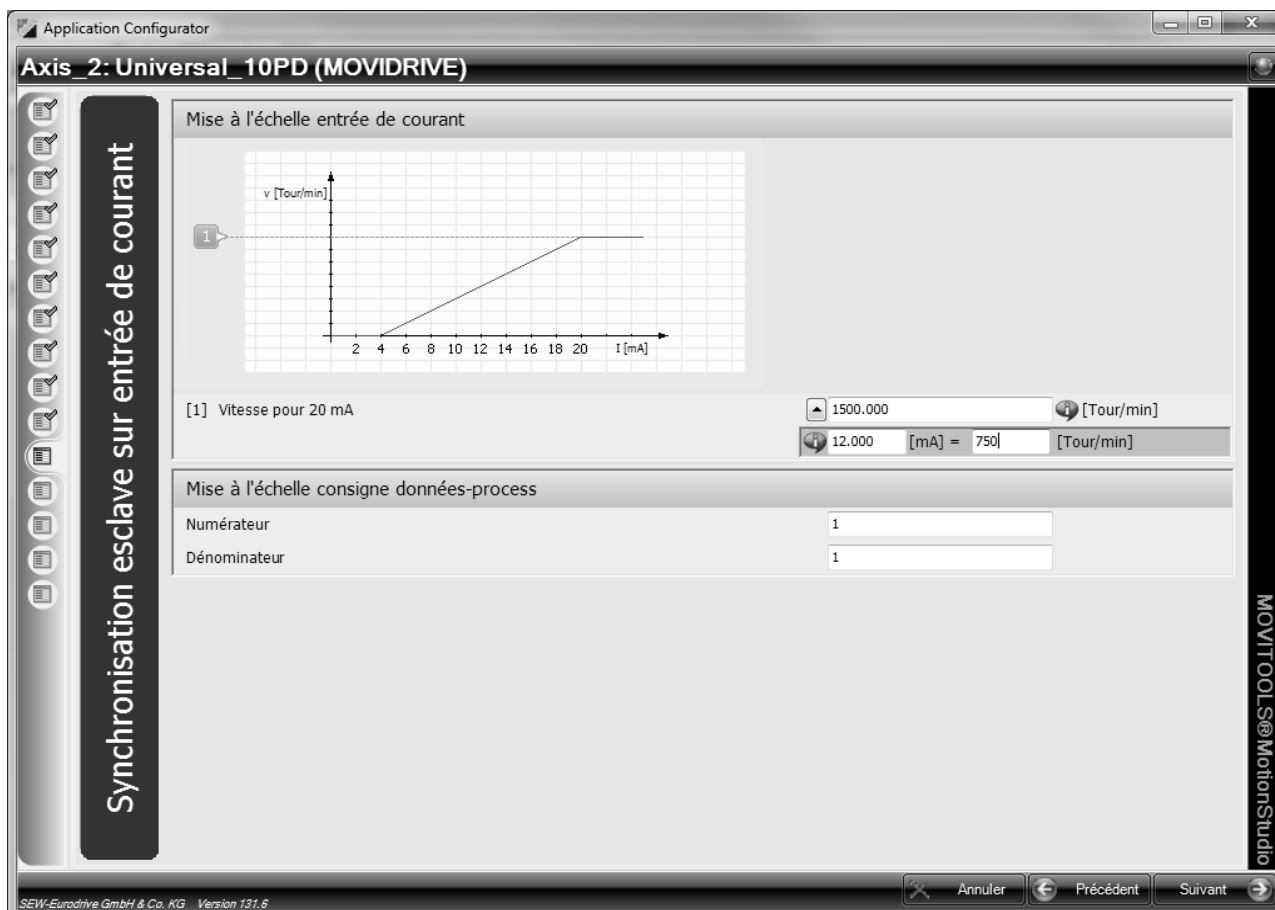 Application Configurator
Axis_2: Universal_10PD (MOVIDRIVE)
Synchronisation esclave sur entrée de courant
Mise à l'échelle entrée de courant
v [Tour/min]
1
2 4 6 8 10 12 14 16 18 20 I [mA]
[1] Vitesse pour 20 mA 1500.000 [Tour/min]
12.000 [mA] = 750 [Tour/min]
Mise à l'échelle consigne données-process
Numérateur 1
Dénominateur 1
MOVITOOLS®MotionStudio
Annuler Précédent Suivant
SEW-Eurodrive GmbH & Co. KG Version 131.6